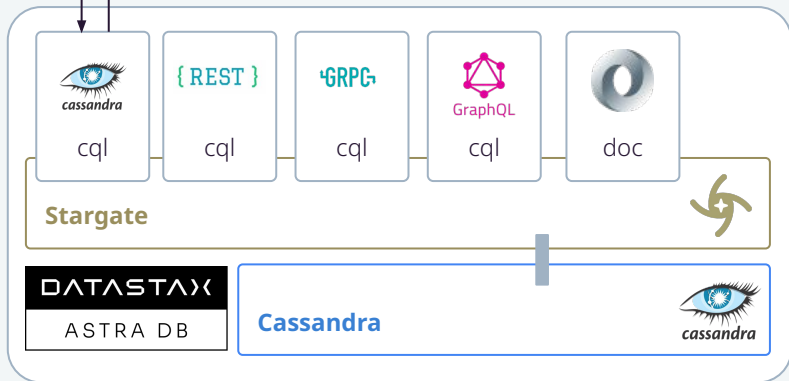 cassandra
{ REST }
GRPC
GraphQL
cql
cql
cql
cql
doc
Stargate
DATASTAX
ASTRA DB
Cassandra
cassandra